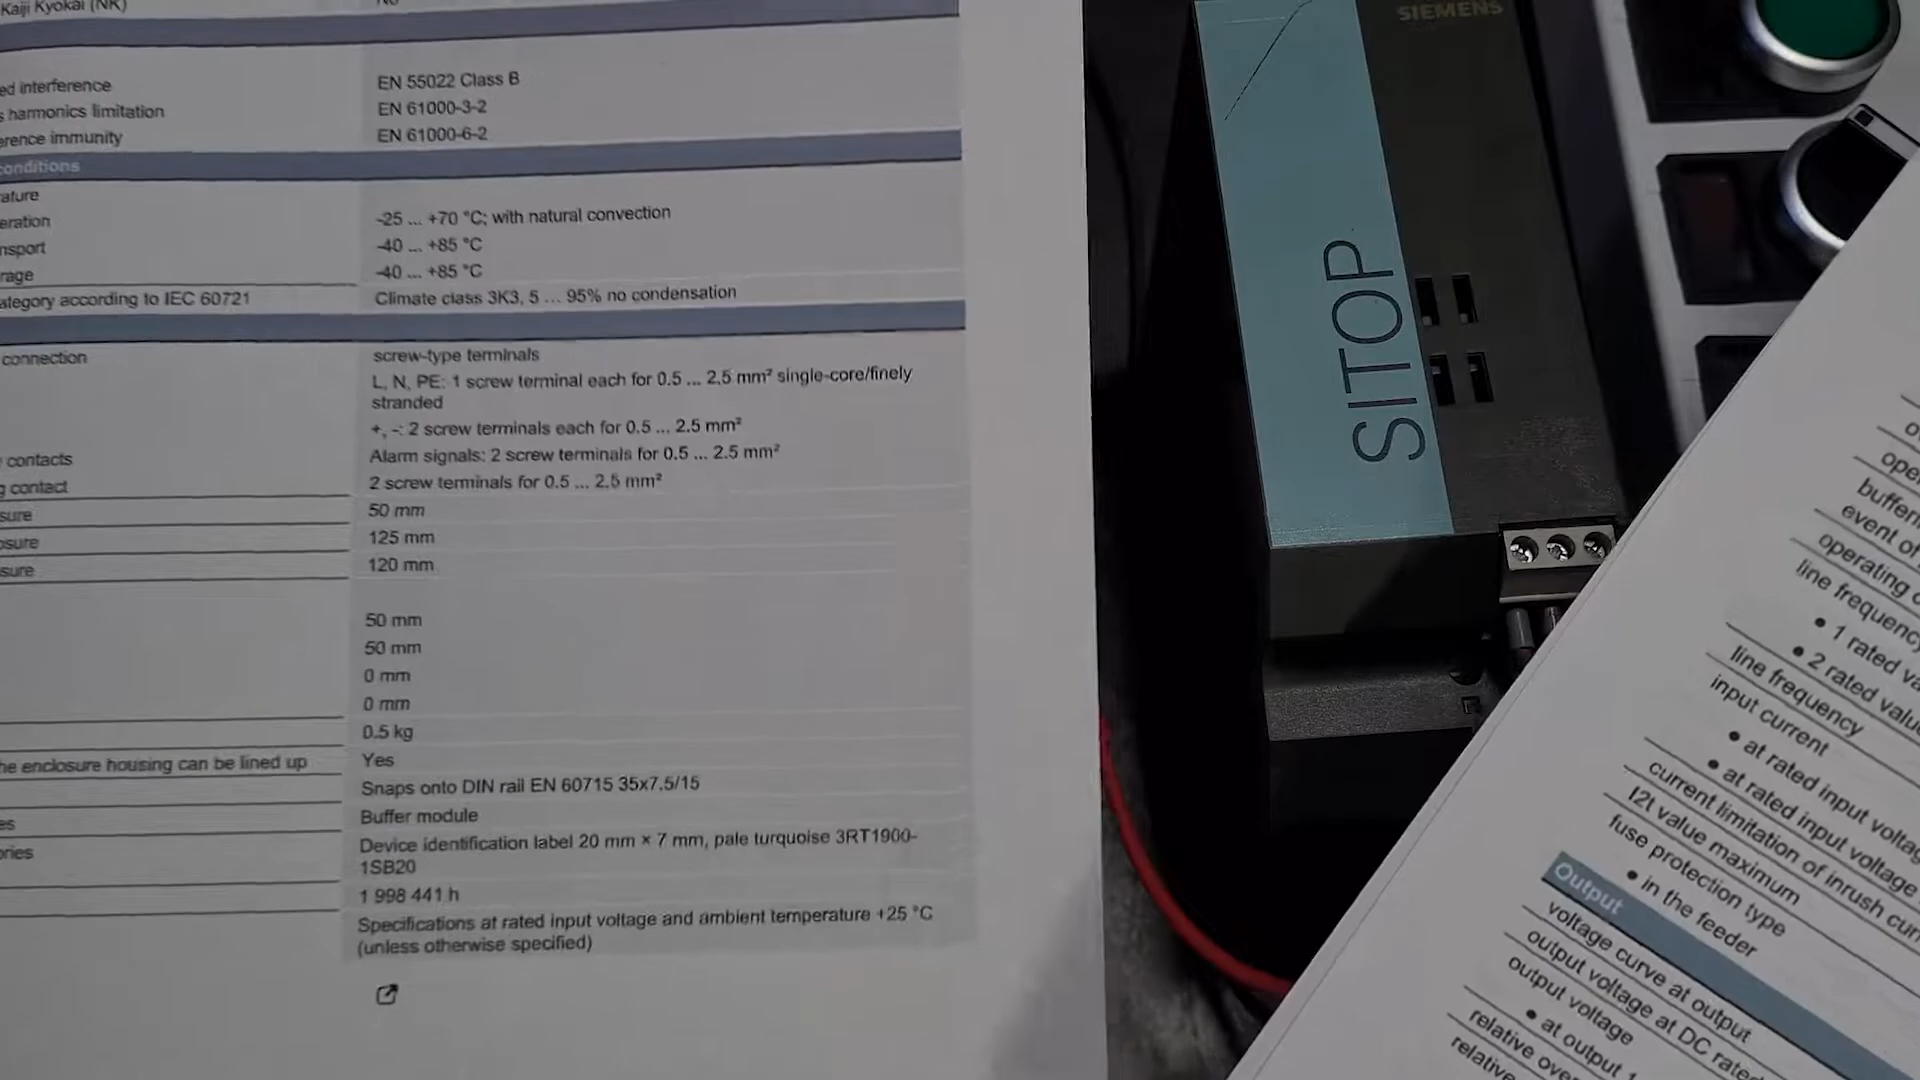 Kaiji Kyokai (NK)
No
ed interference
EN 55022 Class B
s harmonics limitation
EN 61000-3-2
erence immunity
EN 61000-6-2
conditions
ature
eration
-25 ... +70 °C; with natural convection
nsport
-40 ... +85 °C
rage
-40 ... +85 °C
ategory according to IEC 60721
Climate class 3K3, 5 ... 95% no condensation
connection
screw-type terminals
L, N, PE: 1 screw terminal each for 0.5 ... 2.5 mm² single-core/finely
stranded
+, -: 2 screw terminals each for 0.5 ... 2.5 mm²
contacts
Alarm signals: 2 screw terminals for 0.5 ... 2.5 mm²
g contact
2 screw terminals for 0.5 ... 2.5 mm²
sure
50 mm
osure
125 mm
sure
120 mm
50 mm
50 mm
0 mm
0 mm
0.5 kg
he enclosure housing can be lined up
Yes
Snaps onto DIN rail EN 60715 35x7.5/15
es
Buffer module
ories
Device identification label 20 mm × 7 mm, pale turquoise 3RT1900-
1SB20
1 998 441 h
Specifications at rated input voltage and ambient temperature +25 °C
(unless otherwise specified)
SIEMENS
SITOP
ope
buffer
event of
operating
line frequency
• 1 rated va
• 2 rated value
line frequency
input current
• at rated input voltag
• at rated input voltage
current limitation of inrush cur
I2t value maximum
fuse protection type
• in the feeder
Output
voltage curve at output
output voltage at DC rated
output voltage
• at output 1
relative over
relative